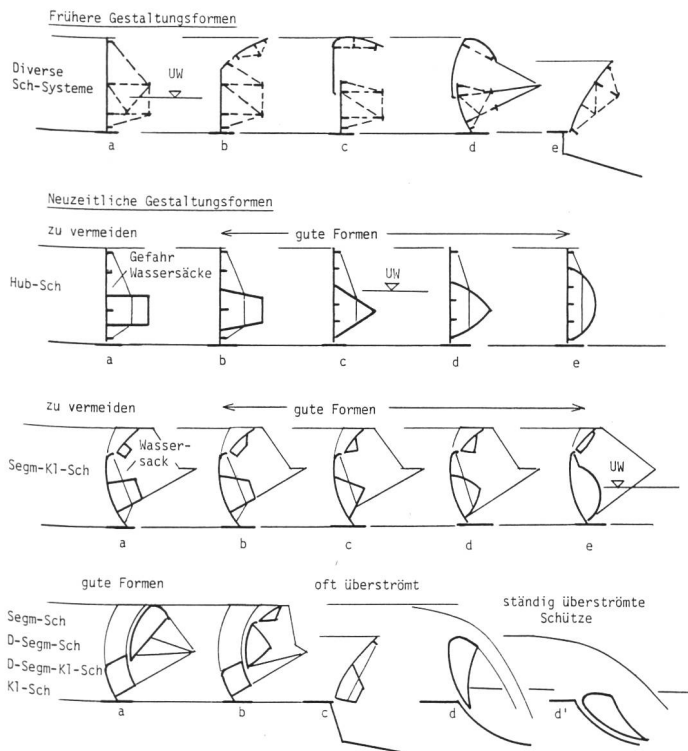 Frühere Gestaltungsformen
Diverse
Sch-Systeme
UW
a b c d e
Neuzeitliche Gestaltungsformen
zu vermeiden gute Formen
Gefahr
Wassersäcke
Hub-Sch
UW
a b c d e
zu vermeiden gute Formen
Wasser-
sack
Segm-Kl-Sch
UW
a b c d e
gute Formen oft überströmt
ständig überströmte
Schütze
Segm-Sch
D-Segm-Sch
D-Segm-Kl-Sch
Kl-Sch
a b c d d'